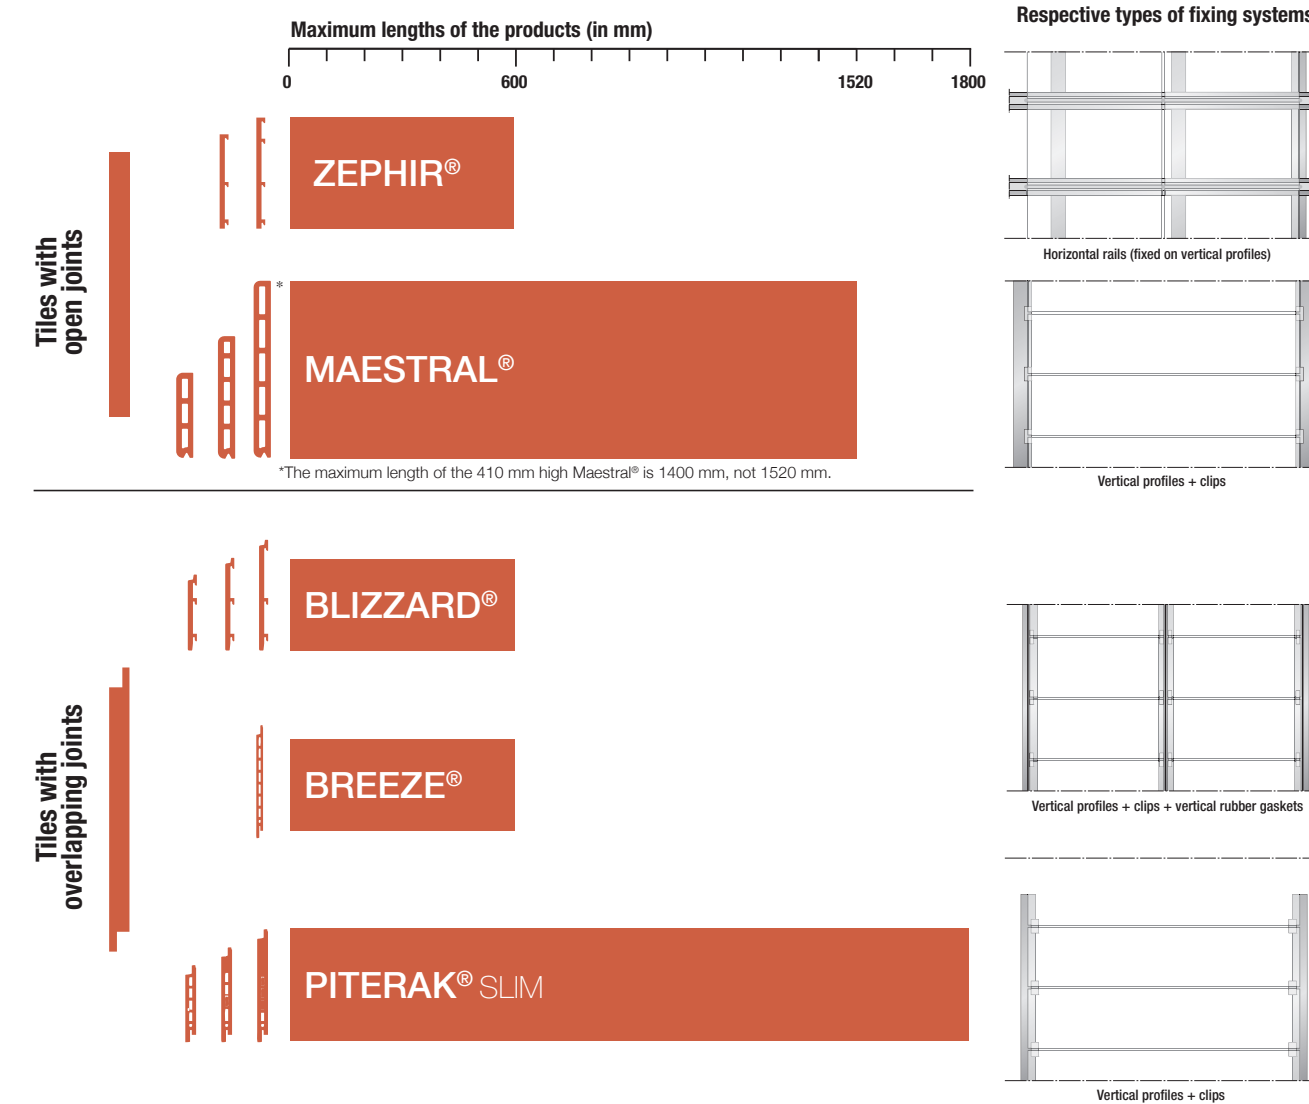 Maximum lengths of the products (in mm)
0 600 1520 1800
Respective types of fixing systems
Tiles with
open joints
ZEPHIR®
Horizontal rails (fixed on vertical profiles)
*
MAESTRAL®
*The maximum length of the 410 mm high Maestral® is 1400 mm, not 1520 mm.
Vertical profiles + clips
Tiles with
overlapping joints
BLIZZARD®
BREEZE®
Vertical profiles + clips + vertical rubber gaskets
PITERAK® SLIM
Vertical profiles + clips